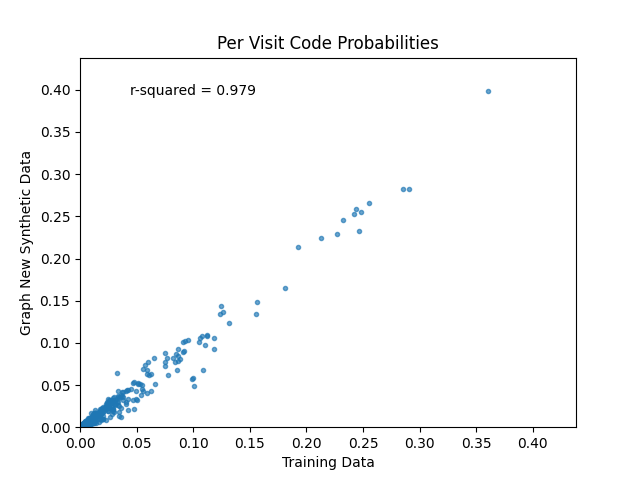 Per Visit Code Probabilities
r-squared = 0.979
Graph New Synthetic Data
0.40
0.35
0.30
0.25
0.20
0.15
0.10
0.05
0.00
0.00 0.05 0.10 0.15 0.20 0.25 0.30 0.35 0.40
Training Data